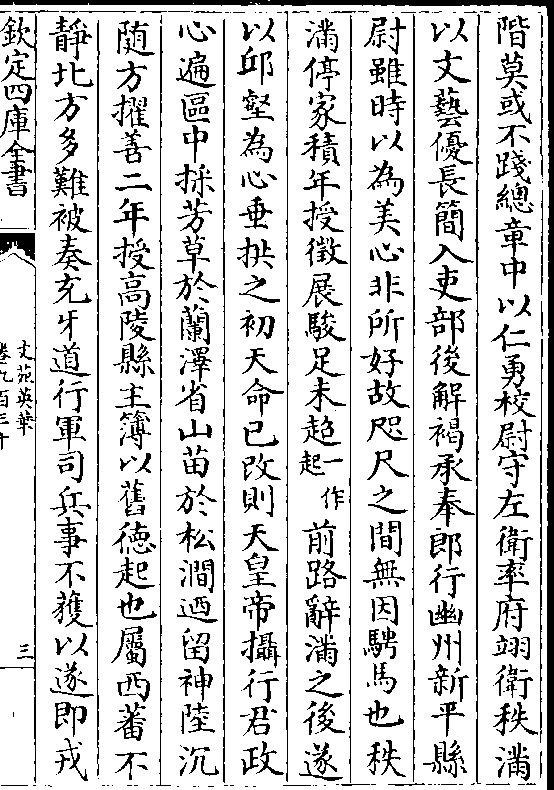 階莫或不踐總章中以仁勇校尉守左衛率府翊衛秩滿
以文藝優長簡入吏部後解褐承奉郎行幽州新平縣
尉雖時以為美心非所好故咫尺之間無因騁馬也秩
滿停家積年授徵展駿足未趨一作起前路辭滿之後遂
以邱壑為心垂拱之初天命已改則天皇帝攝行君政
心遍區中採芳草於蘭澤省山苗於松澗迺留神陸沉
随方擢善二年授高陵縣主簿以舊徳起也屬西蕃不
靜北方多難被奏充牙道行軍司兵事不獲以遂即戎
欽定四庫全書
文苑英華
卷九百三十
三